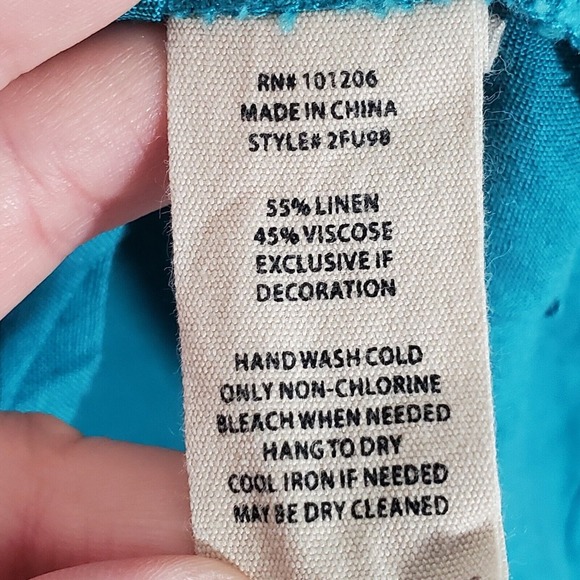 RN# 101206
MADE IN CHINA
STYLE# 2FU98
55% LINEN
45% VISCOSE
EXCLUSIVE IF
DECORATION
HAND WASH COLD
ONLY NON-CHLORINE
BLEACH WHEN NEEDED
HANG TO DRY
COOL IRON IF NEEDED
MAY BE DRY CLEANED